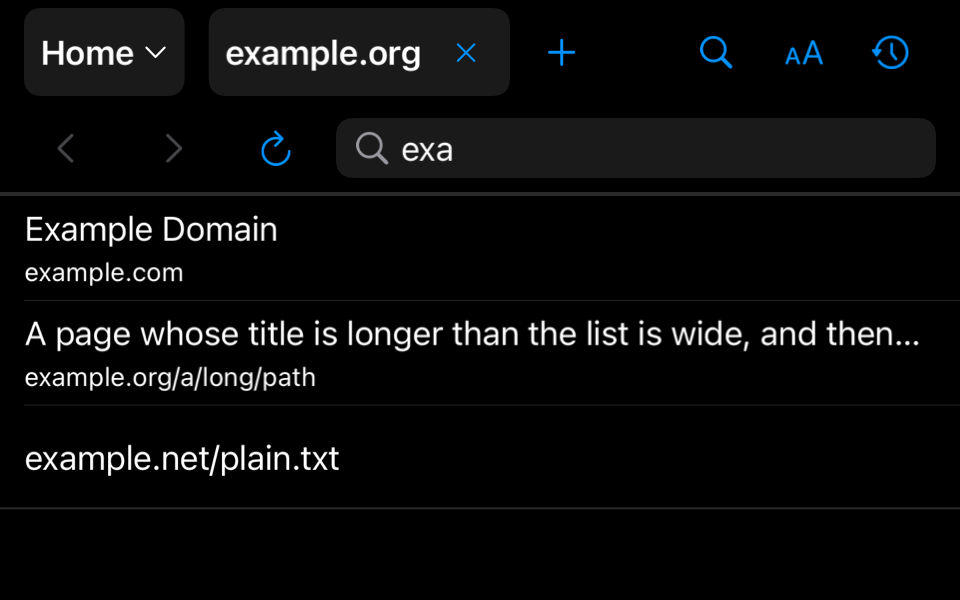 Home
example.org
AA
exa
Example Domain
example.com
A page whose title is longer than the list is wide, and then...
example.org/a/long/path
example.net/plain.txt